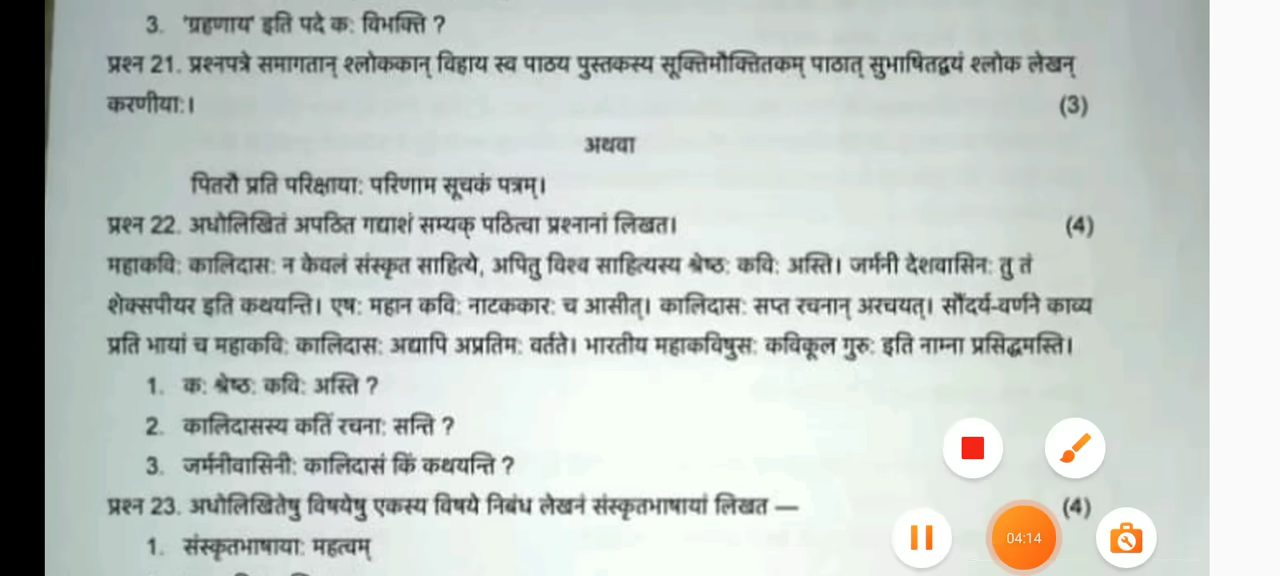 3. 'ग्रहणाय' इति पदे क: विभक्ति ?
प्रश्न 21. प्रश्नपत्रे समागतान् श्लोककान् विहाय स्व पाठय पुस्तकस्य सूक्तिमौक्तितकम् पाठात् सुभाषितद्वयं श्लोक लेखन्
करणीया:। (3)
अथवा
पितरौ प्रति परिक्षाया: परिणाम सूचकं पत्रम्।
प्रश्न 22. अधोलिखितं अपठित गद्याशं सम्यक् पठित्वा प्रश्नानां लिखत। (4)
महाकवि: कालिदास: न केवलं संस्कृत साहित्ये, अपितु विश्व साहित्यस्य श्रेष्ठ: कवि: अस्ति। जर्मनी देशवासिन: तु तं
शेक्सपीयर इति कथयन्ति। एष: महान कवि: नाटककार: च आसीत्। कालिदास: सप्त रचनान् अरचयत्। सौंदर्य-वर्णने काव्य
प्रति भायां च महाकवि: कालिदास: अद्यापि अप्रतिम: वर्तते। भारतीय महाकविषुस: कविकूल गुरु: इति नाम्ना प्रसिद्धमस्ति।
1. क: श्रेष्ठ: कवि: अस्ति ?
2. कालिदासस्य कतिं रचना: सन्ति ?
3. जर्मनीवासिनी: कालिदासं किं कथयन्ति ?
प्रश्न 23. अधोलिखितेषु विषयेषु एकस्य विषये निबंध लेखनं संस्कृतभाषायां लिखत — (4)
1. संस्कृतभाषाया: महत्वम्
04:14